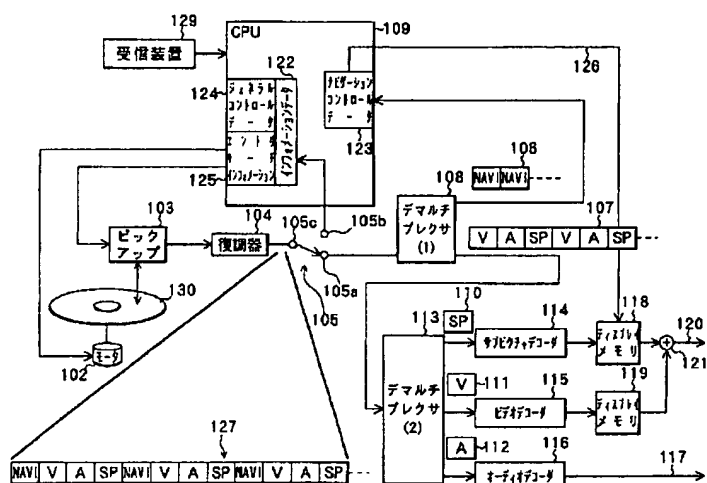 129
受信装置
CPU
109
122
124
ジェネラル
コントロール
データ
インフォメーションデータ
ナビゲーション
コントロール
データ
123
126
125
インフォメーション
106
NAVI NAVI
108
デマルチ
プレクサ
(1)
107
V A SP V A SP
103
ピック
アップ
104
復調器
105c
105b
105a
105
130
モータ
102
113
デマルチ
プレクサ
(2)
110
SP
114
サブピクチャデコーダ
118
ディスプレイ
メモリ
120
121
V
111
115
ビデオデコーダ
119
ディスプレイ
メモリ
A
112
116
オーディオデコーダ
117
127
NAVI V A SP NAVI V A SP NAVI V A SP